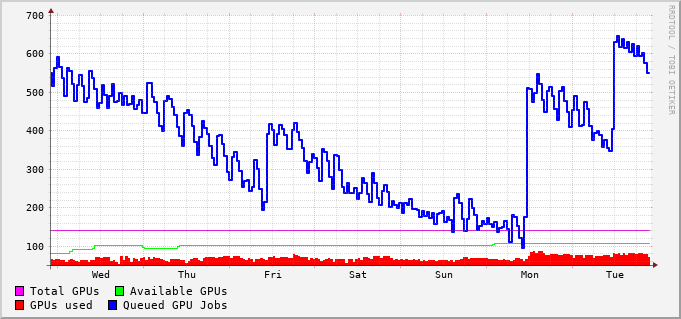 700
600
500
400
300
200
100
Wed Thu Fri Sat Sun Mon Tue
Total GPUs Available GPUs
GPUs used Queued GPU Jobs
RRDTOOL / TOBI OETIKER